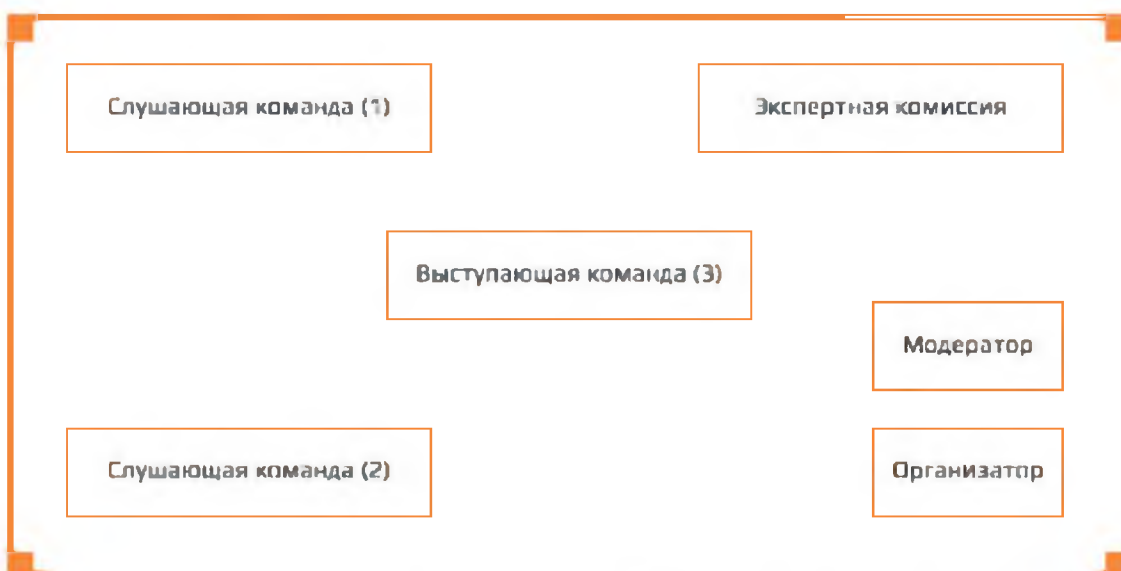 Слушающая команда (1)
Экспертная комиссия
Выступающая команда (3)
Модератор
Слушающая команда (2)
Организатор